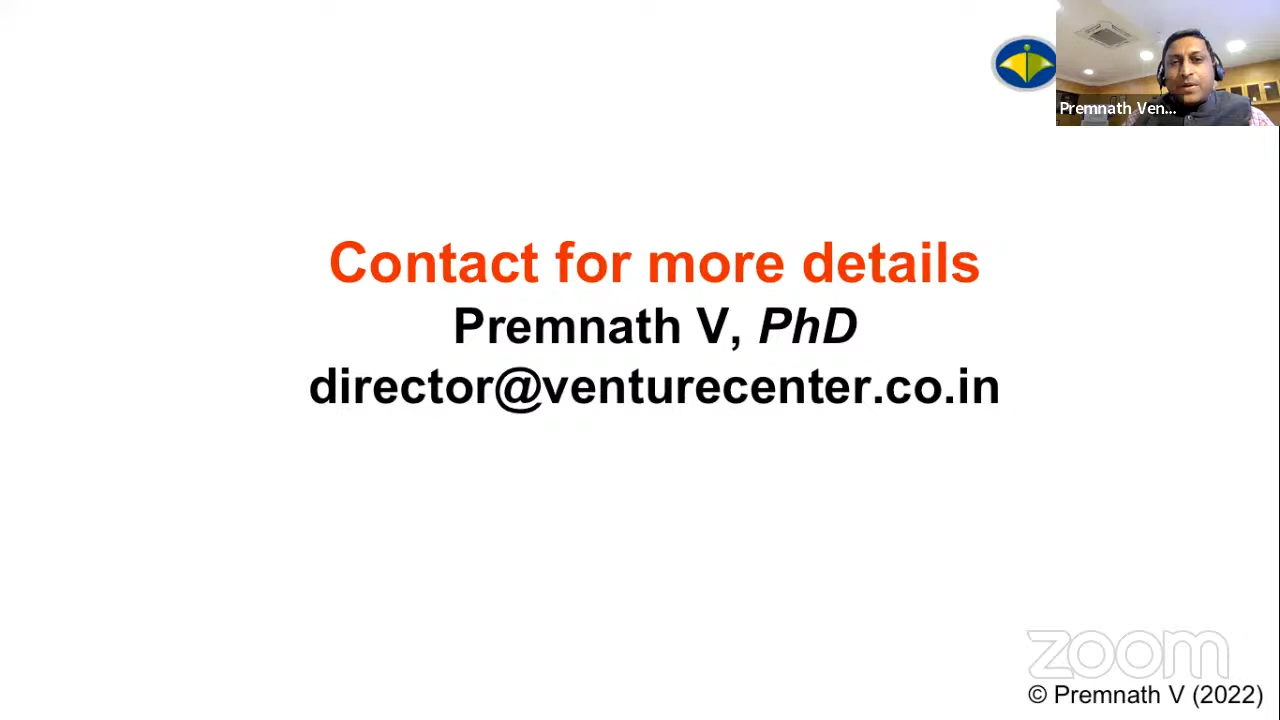 Premnath Ven...
Contact for more details
Premnath V, PhD
director@venturecenter.co.in
zoom
© Premnath V (2022)